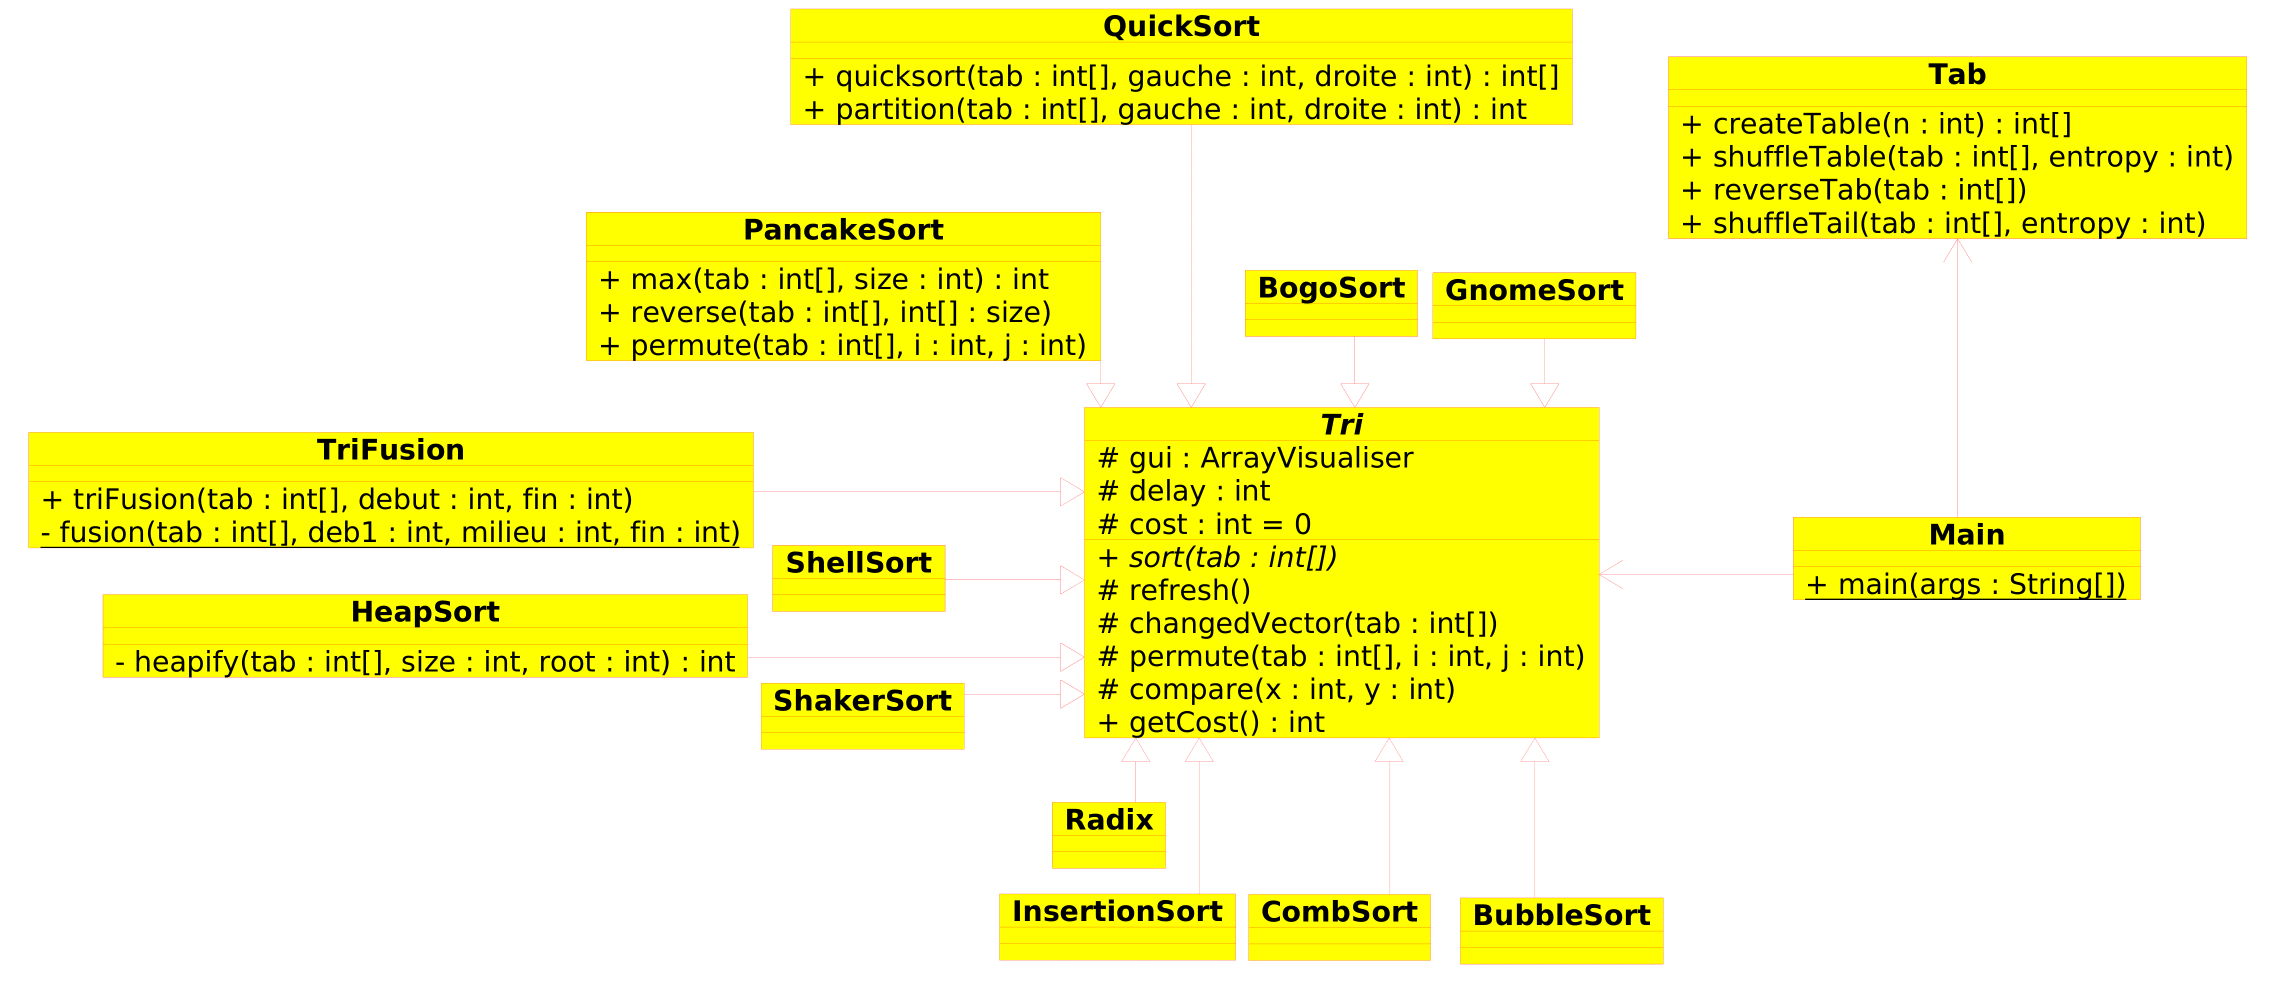 QuickSort
+ quicksort(tab : int[], gauche : int, droite : int) : int[]
+ partition(tab : int[], gauche : int, droite : int) : int
Tab
+ createTable(n : int) : int[]
+ shuffleTable(tab : int[], entropy : int)
+ reverseTab(tab : int[])
+ shuffleTail(tab : int[], entropy : int)
PancakeSort
+ max(tab : int[], size : int) : int
+ reverse(tab : int[], int[] : size)
+ permute(tab : int[], i : int, j : int)
BogoSort
GnomeSort
Tri
# gui : ArrayVisualiser
# delay : int
# cost : int = 0
+ sort(tab : int[])
# refresh()
# changedVector(tab : int[])
# permute(tab : int[], i : int, j : int)
# compare(x : int, y : int)
+ getCost() : int
TriFusion
+ triFusion(tab : int[], debut : int, fin : int)
- fusion(tab : int[], deb1 : int, milieu : int, fin : int)
Main
+ main(args : String[])
ShellSort
HeapSort
- heapify(tab : int[], size : int, root : int) : int
ShakerSort
Radix
InsertionSort
CombSort
BubbleSort